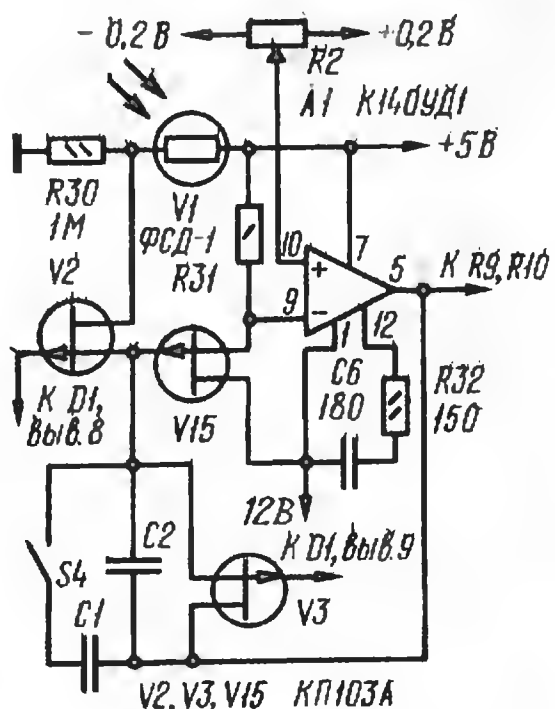 - 0,2 В
+0,2 В
R2
А1 К140УД1
+5 В
R30
1М
V1
ФСД-1
R31
V2
10
7
5
К R9, R10
+
9
-
1
12
C6
180
R32
150
К D1,
выв.8
V15
12В
К D1, выв.9
C2
S4
C1
V3
V2, V3, V15 КП103А